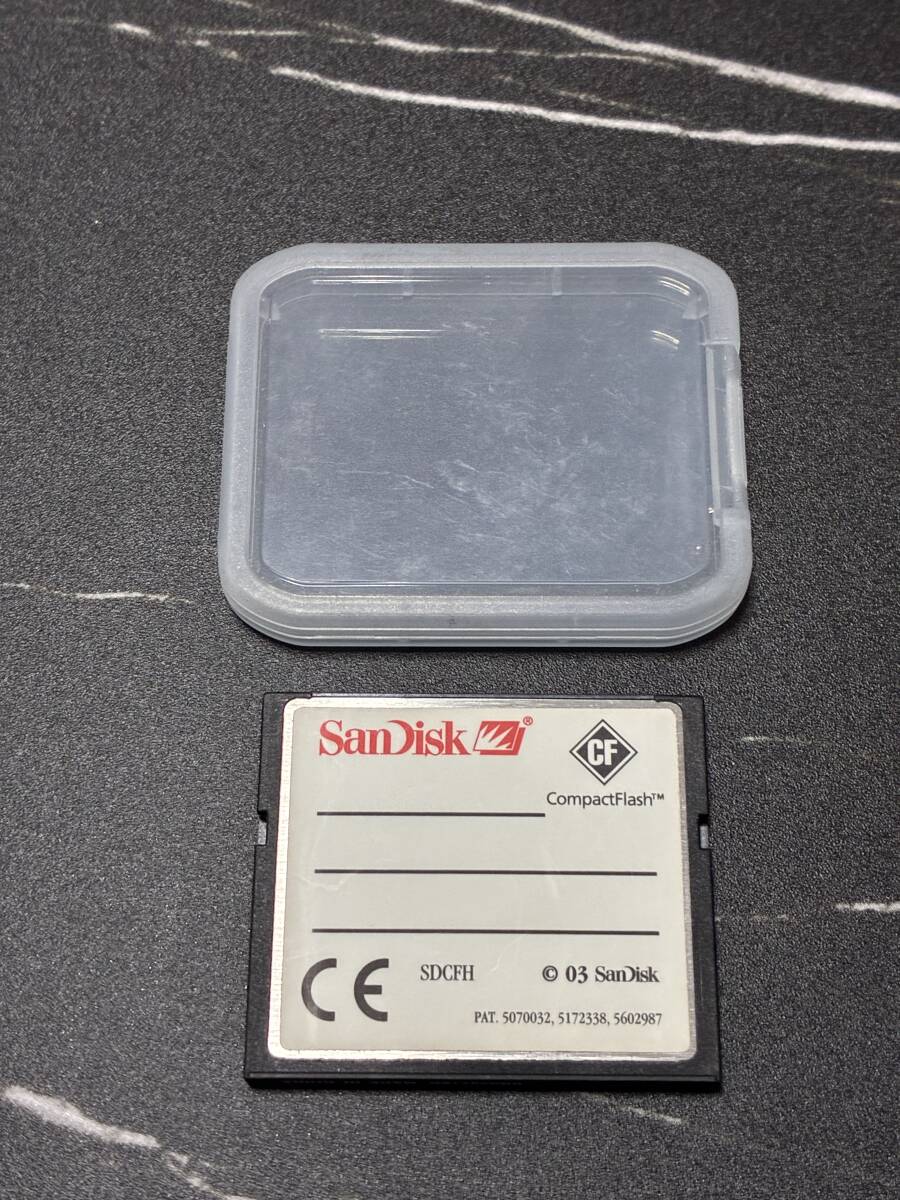 SanDisk ®
CF
CompactFlash™
CE SDCFH © 03 SanDisk
PAT. 5070032, 5172338, 5602987